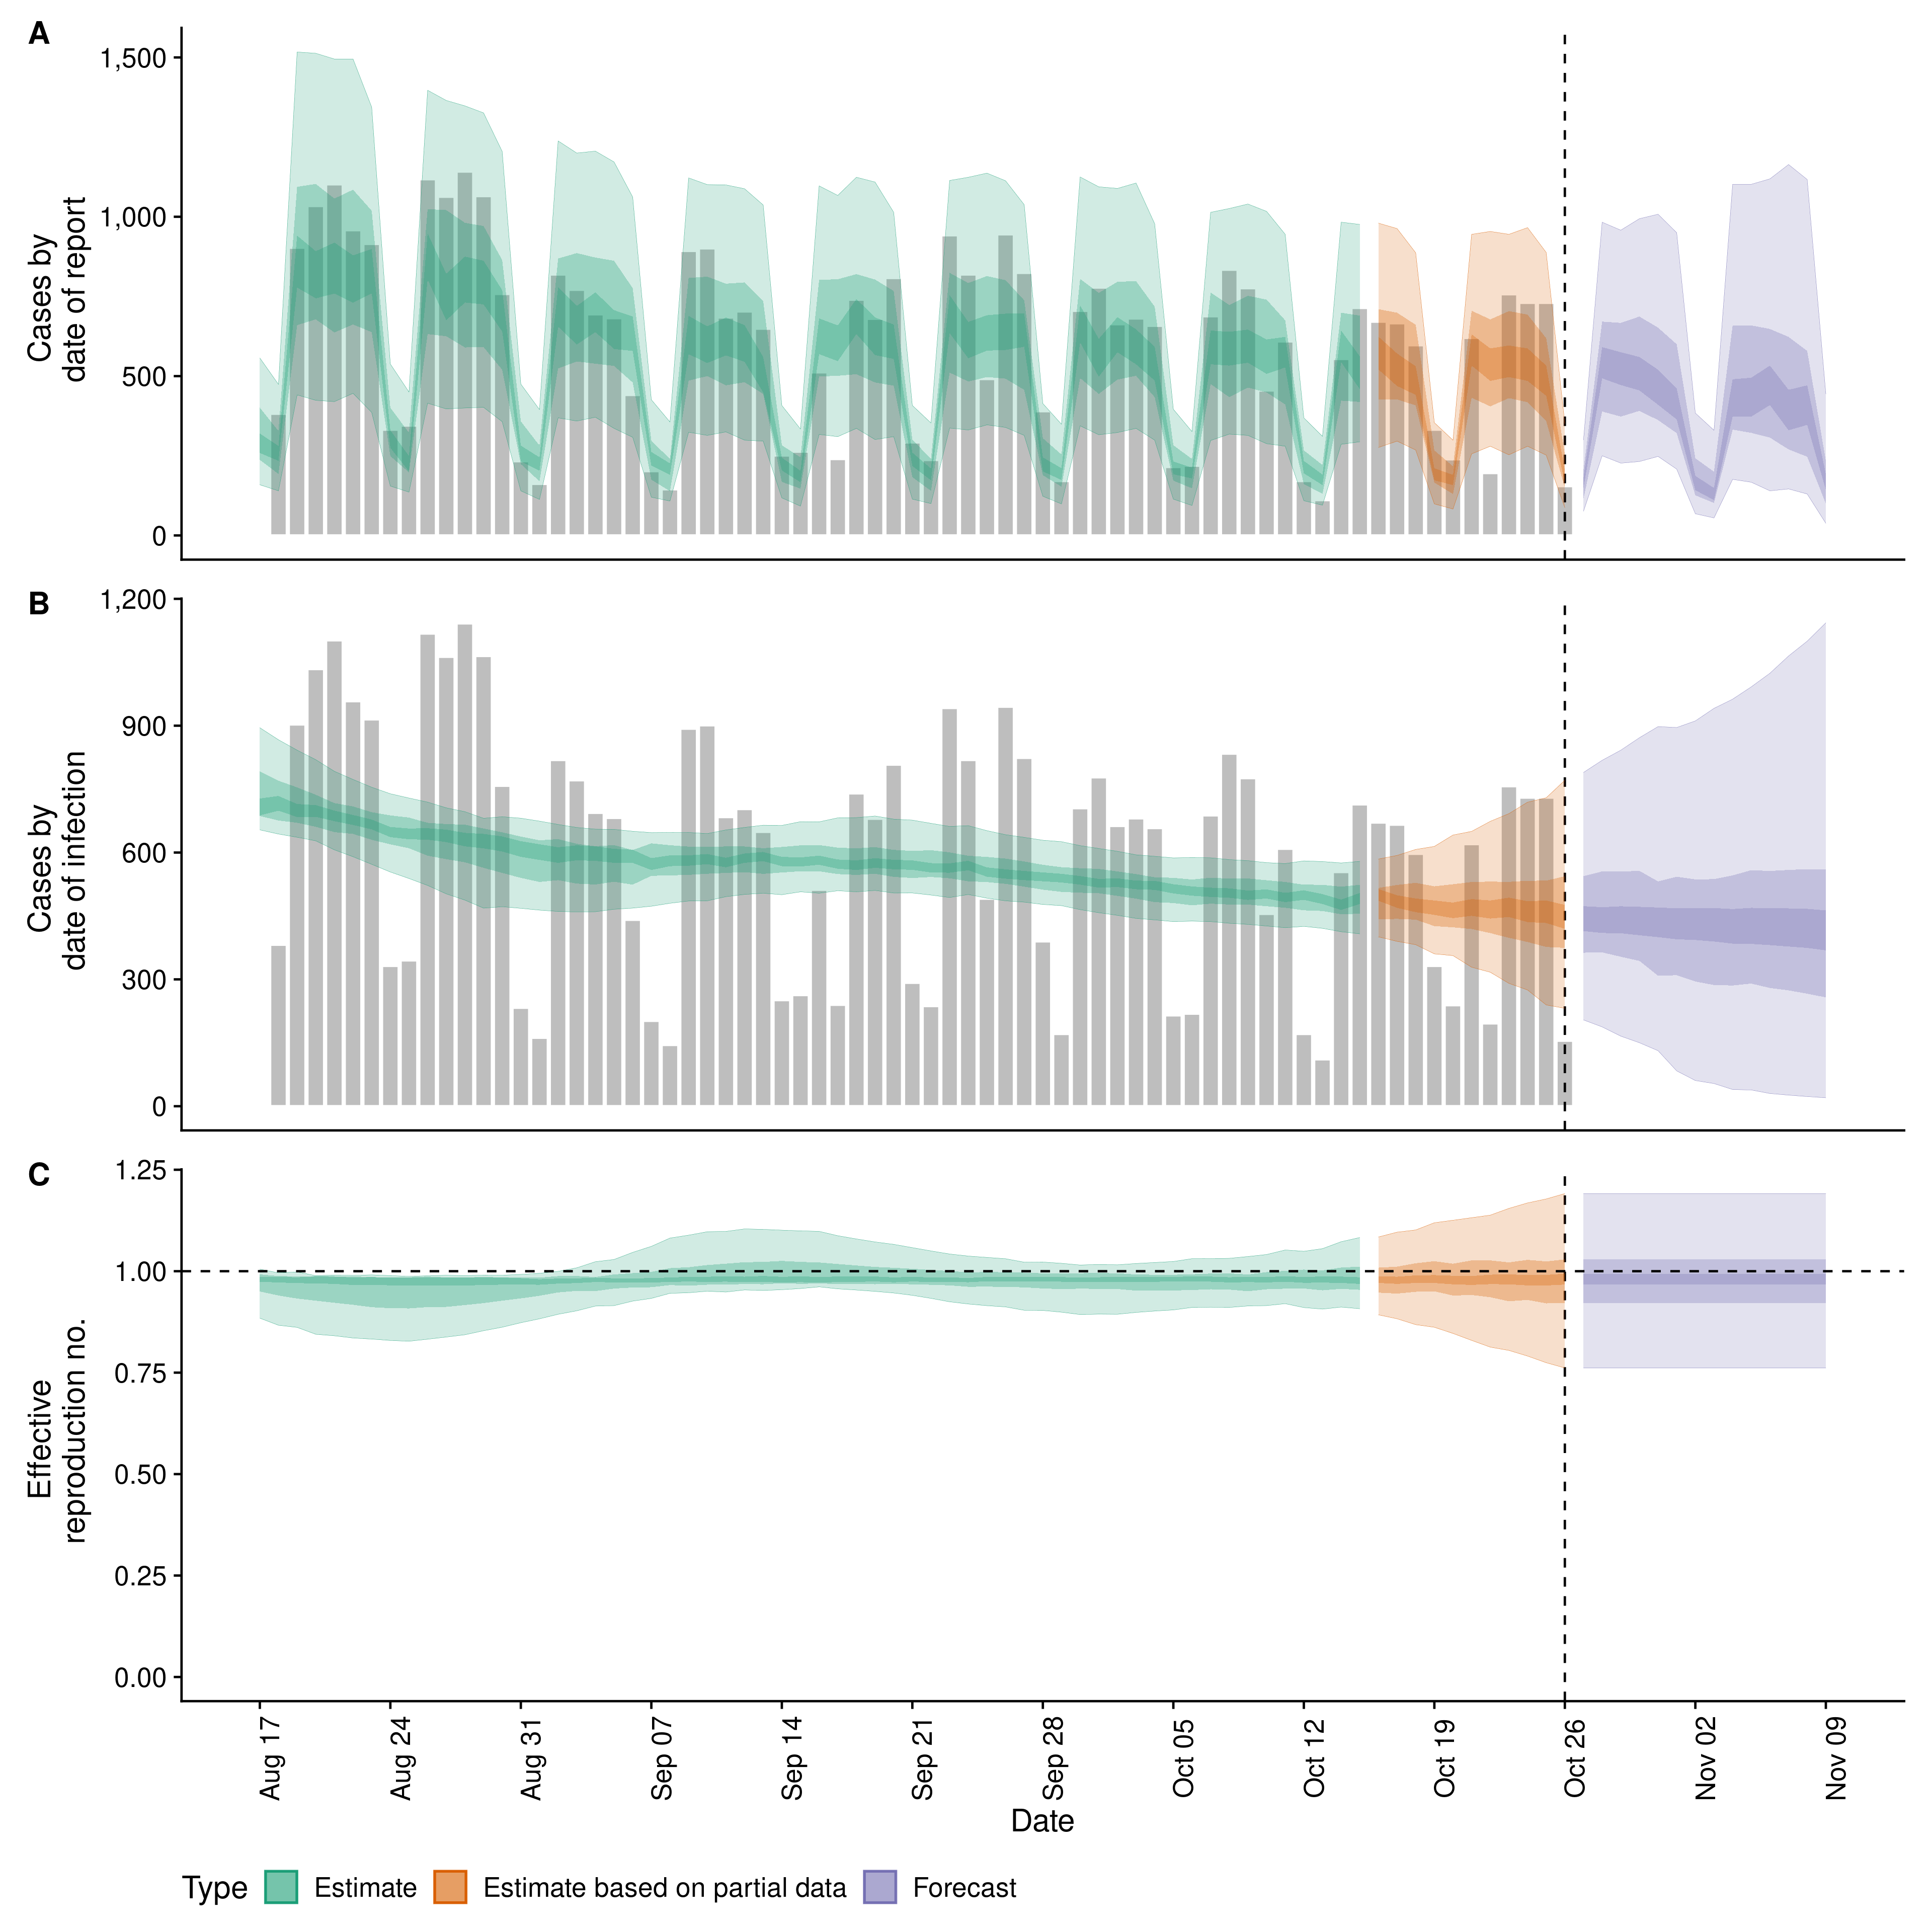 A
1,500
1,000
500
0
Cases by
date of report
B
1,200
900
600
300
0
Cases by
date of infection
C
1.25
1.00
0.75
0.50
0.25
0.00
Effective
reproduction no.
Aug 17
Aug 24
Aug 31
Sep 07
Sep 14
Sep 21
Sep 28
Oct 05
Oct 12
Oct 19
Oct 26
Nov 02
Nov 09
Date
Type Estimate Estimate based on partial data Forecast